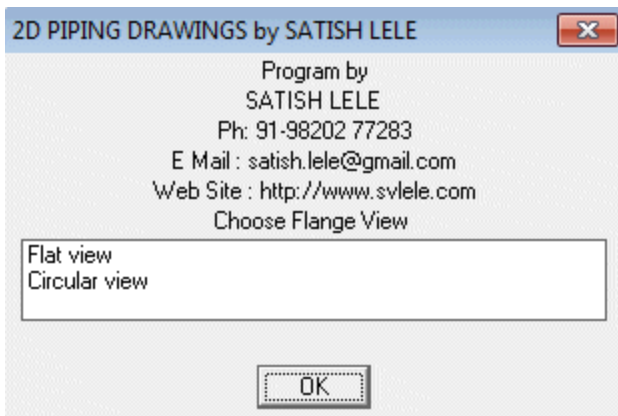 2D PIPING DRAWINGS by SATISH LELE
Program by
SATISH LELE
Ph: 91-98202 77283
E Mail : satish.lele@gmail.com
Web Site : http://www.svlele.com
Choose Flange View
Flat view
Circular view
OK